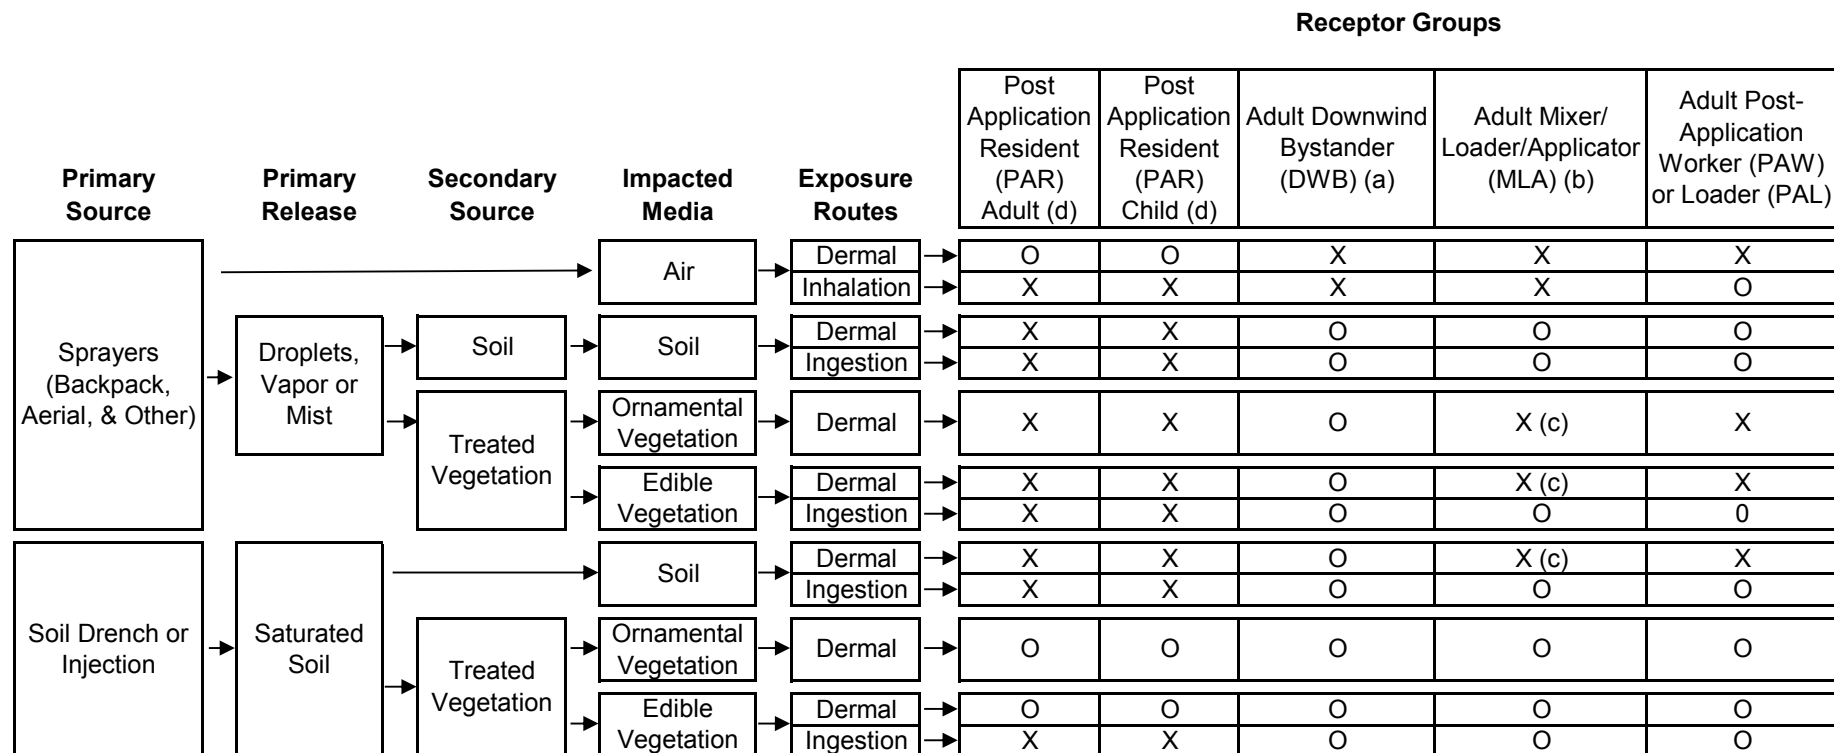 Receptor Groups
Primary
Source
Primary
Release
Secondary
Source
Impacted
Media
Exposure
Routes
Post
Application
Resident
(PAR)
Adult (d)
Post
Application
Resident
(PAR)
Child (d)
Adult Downwind
Bystander
(DWB) (a)
Adult Mixer/
Loader/Applicator
(MLA) (b)
Adult Post-
Application
Worker (PAW)
or Loader (PAL)
Sprayers
(Backpack,
Aerial, & Other)
Air
Dermal O O X X X
Inhalation X X X X O
Droplets,
Vapor or
Mist
Soil
Soil
Dermal X X O O O
Ingestion X X O O O
Treated
Vegetation
Ornamental
Vegetation
Dermal X X O X (c) X
Edible
Vegetation
Dermal X X O X (c) X
Ingestion X X O O 0
Soil Drench or
Injection
Saturated
Soil
Soil
Dermal X X O X (c) X
Ingestion X X O O O
Treated
Vegetation
Ornamental
Vegetation
Dermal O O O O O
Edible
Vegetation
Dermal O O O O O
Ingestion X X O O O